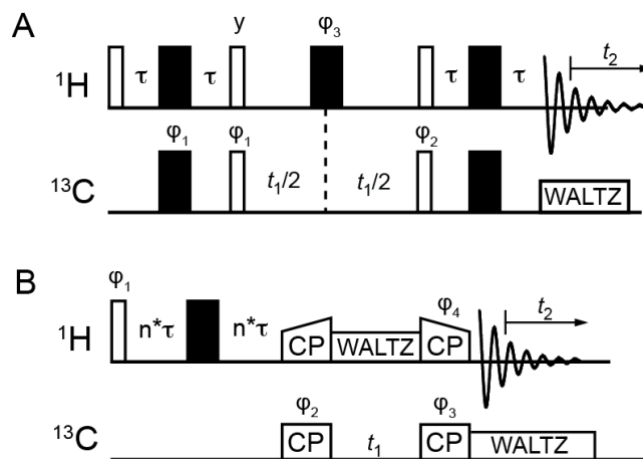 A
y φ3
1H τ τ τ τ t2
φ1 φ1 φ2
13C t1/2 t1/2 WALTZ
B
φ1 φ4
1H n*τ n*τ CP WALTZ CP t2
φ2 φ3
13C CP t1 CP WALTZ